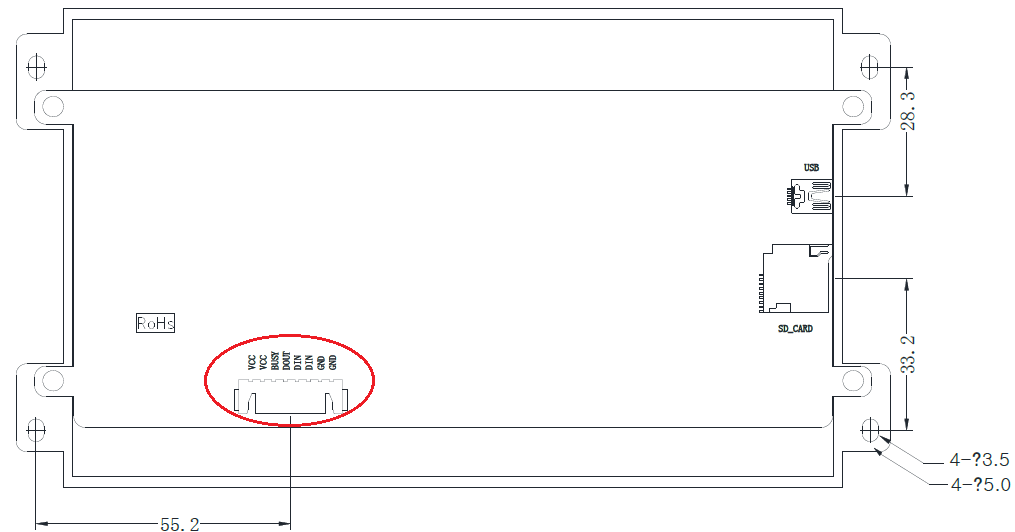 28.3
USB
SD_CARD
RoHs
VCC
VCC
BUSY
DOUT
DIN
DIN
GND
GND
33.2
4-?3.5
4-?5.0
55.2